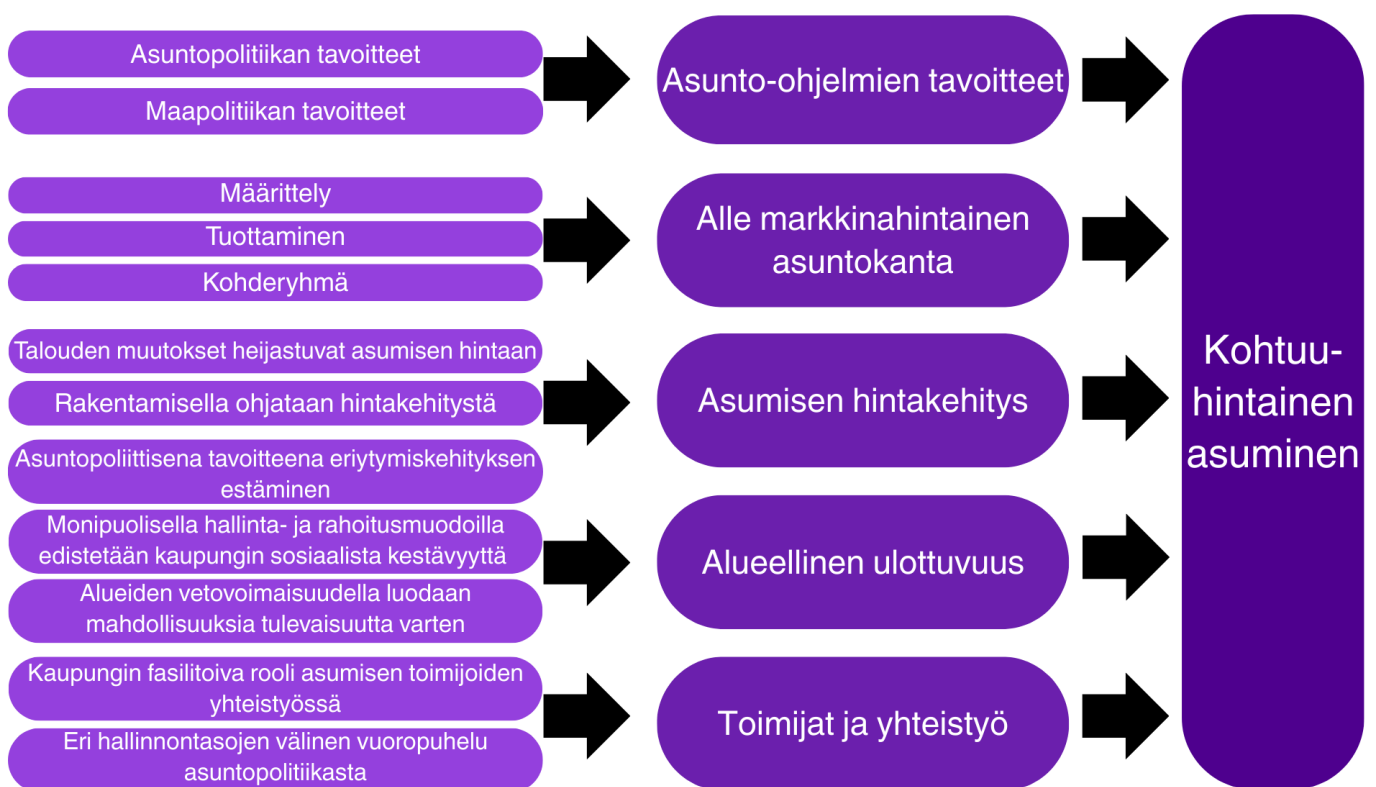 Asuntopolitiikan tavoitteet
Maapolitiikan tavoitteet
Asunto-ohjelmien tavoitteet
Määrittely
Tuottaminen
Kohderyhmä
Alle markkinahintainen
asuntokanta
Talouden muutokset heijastuvat asumisen hintaan
Rakentamisella ohjataan hintakehitystä
Asumisen hintakehitys
Asuntopoliittisena tavoitteena eriytymiskehityksen
estäminen
Monipuolisella hallinta- ja rahoitusmuodoilla
edistetään kaupungin sosiaalista kestävyyttä
Alueiden vetovoimaisuudella luodaan
mahdollisuuksia tulevaisuutta varten
Alueellinen ulottuvuus
Kaupungin fasilitoiva rooli asumisen toimijoiden
yhteistyössä
Eri hallinnontasojen välinen vuoropuhelu
asuntopolitiikasta
Toimijat ja yhteistyö
Kohtuu-
hintainen
asuminen